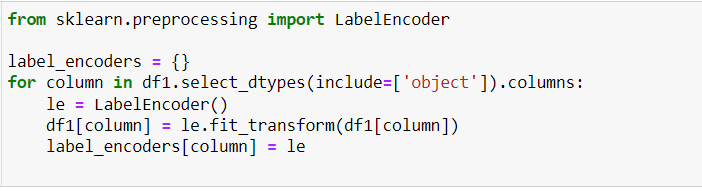 from sklearn.preprocessing import LabelEncoder
label_encoders = {}
for column in df1.select_dtypes(include=['object']).columns:
    le = LabelEncoder()
    df1[column] = le.fit_transform(df1[column])
    label_encoders[column] = le